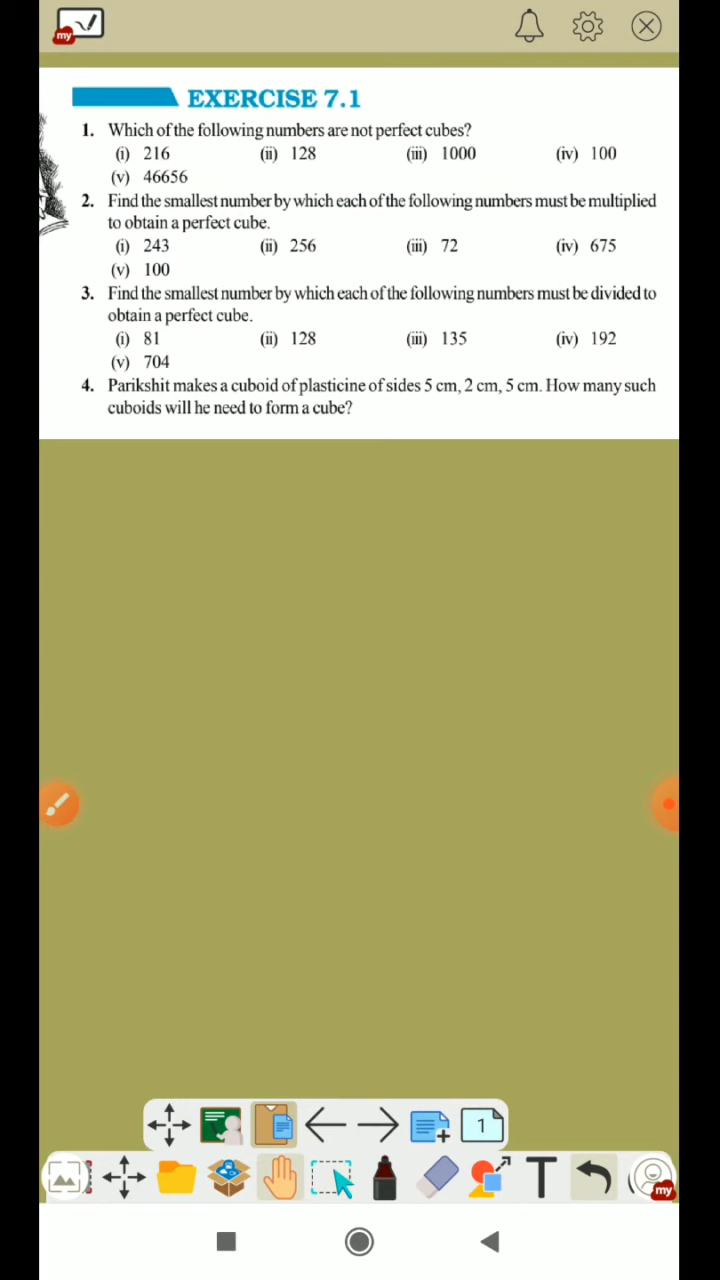 my
EXERCISE 7.1
1. Which of the following numbers are not perfect cubes?
(i) 216 (ii) 128 (iii) 1000 (iv) 100
(v) 46656
2. Find the smallest number by which each of the following numbers must be multiplied
to obtain a perfect cube.
(i) 243 (ii) 256 (iii) 72 (iv) 675
(v) 100
3. Find the smallest number by which each of the following numbers must be divided to
obtain a perfect cube.
(i) 81 (ii) 128 (iii) 135 (iv) 192
(v) 704
4. Parikshit makes a cuboid of plasticine of sides 5 cm, 2 cm, 5 cm. How many such
cuboids will he need to form a cube?
1
T
my